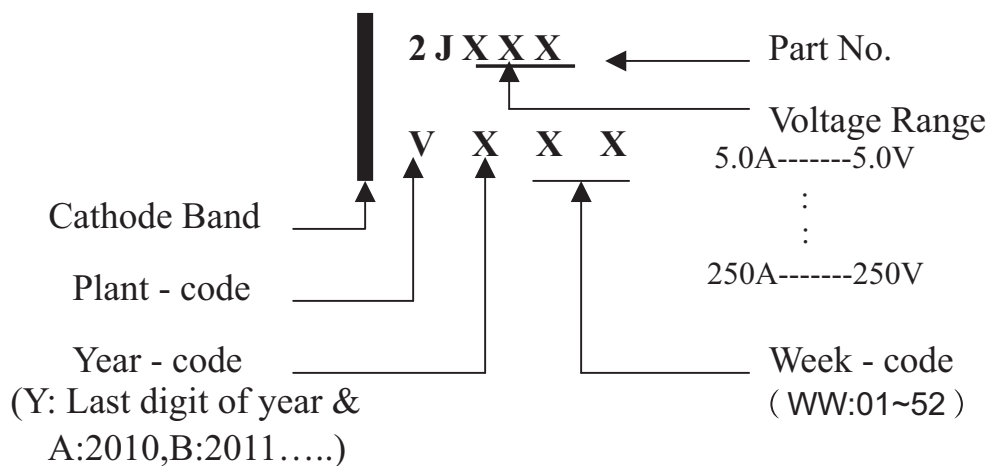 2 J X X X
Part No.
Voltage Range
V X X X
5.0A-------5.0V
:
:
250A-------250V
Cathode Band
Plant - code
Year - code
(Y: Last digit of year &
A:2010,B:2011…..)
Week - code
（WW:01~52）